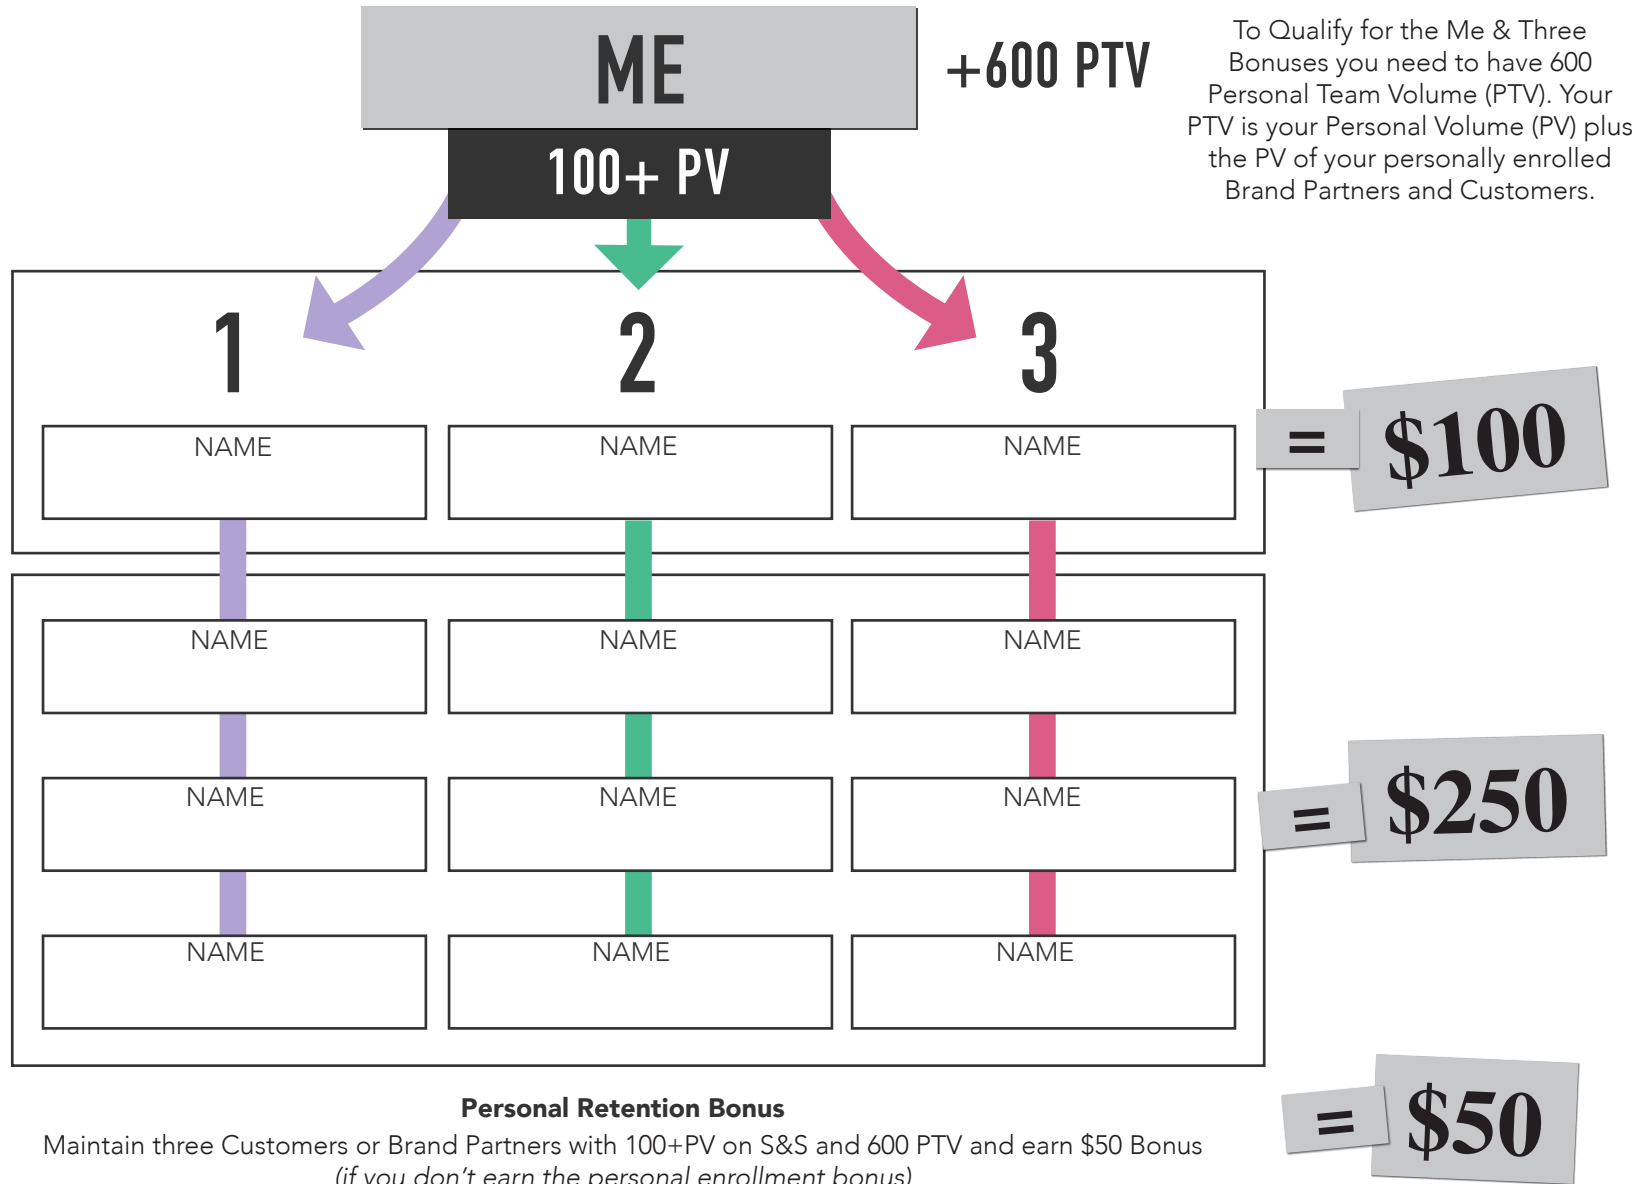 ME
+600 PTV
100+ PV
To Qualify for the Me & Three
Bonuses you need to have 600
Personal Team Volume (PTV). Your
PTV is your Personal Volume (PV) plus
the PV of your personally enrolled
Brand Partners and Customers.
1 2 3
NAME NAME NAME
= $100
NAME NAME NAME
NAME NAME NAME
= $250
NAME NAME NAME
Personal Retention Bonus
Maintain three Customers or Brand Partners with 100+PV on S&S and 600 PTV and earn $50 Bonus
(if you don't earn the personal enrollment bonus)
= $50